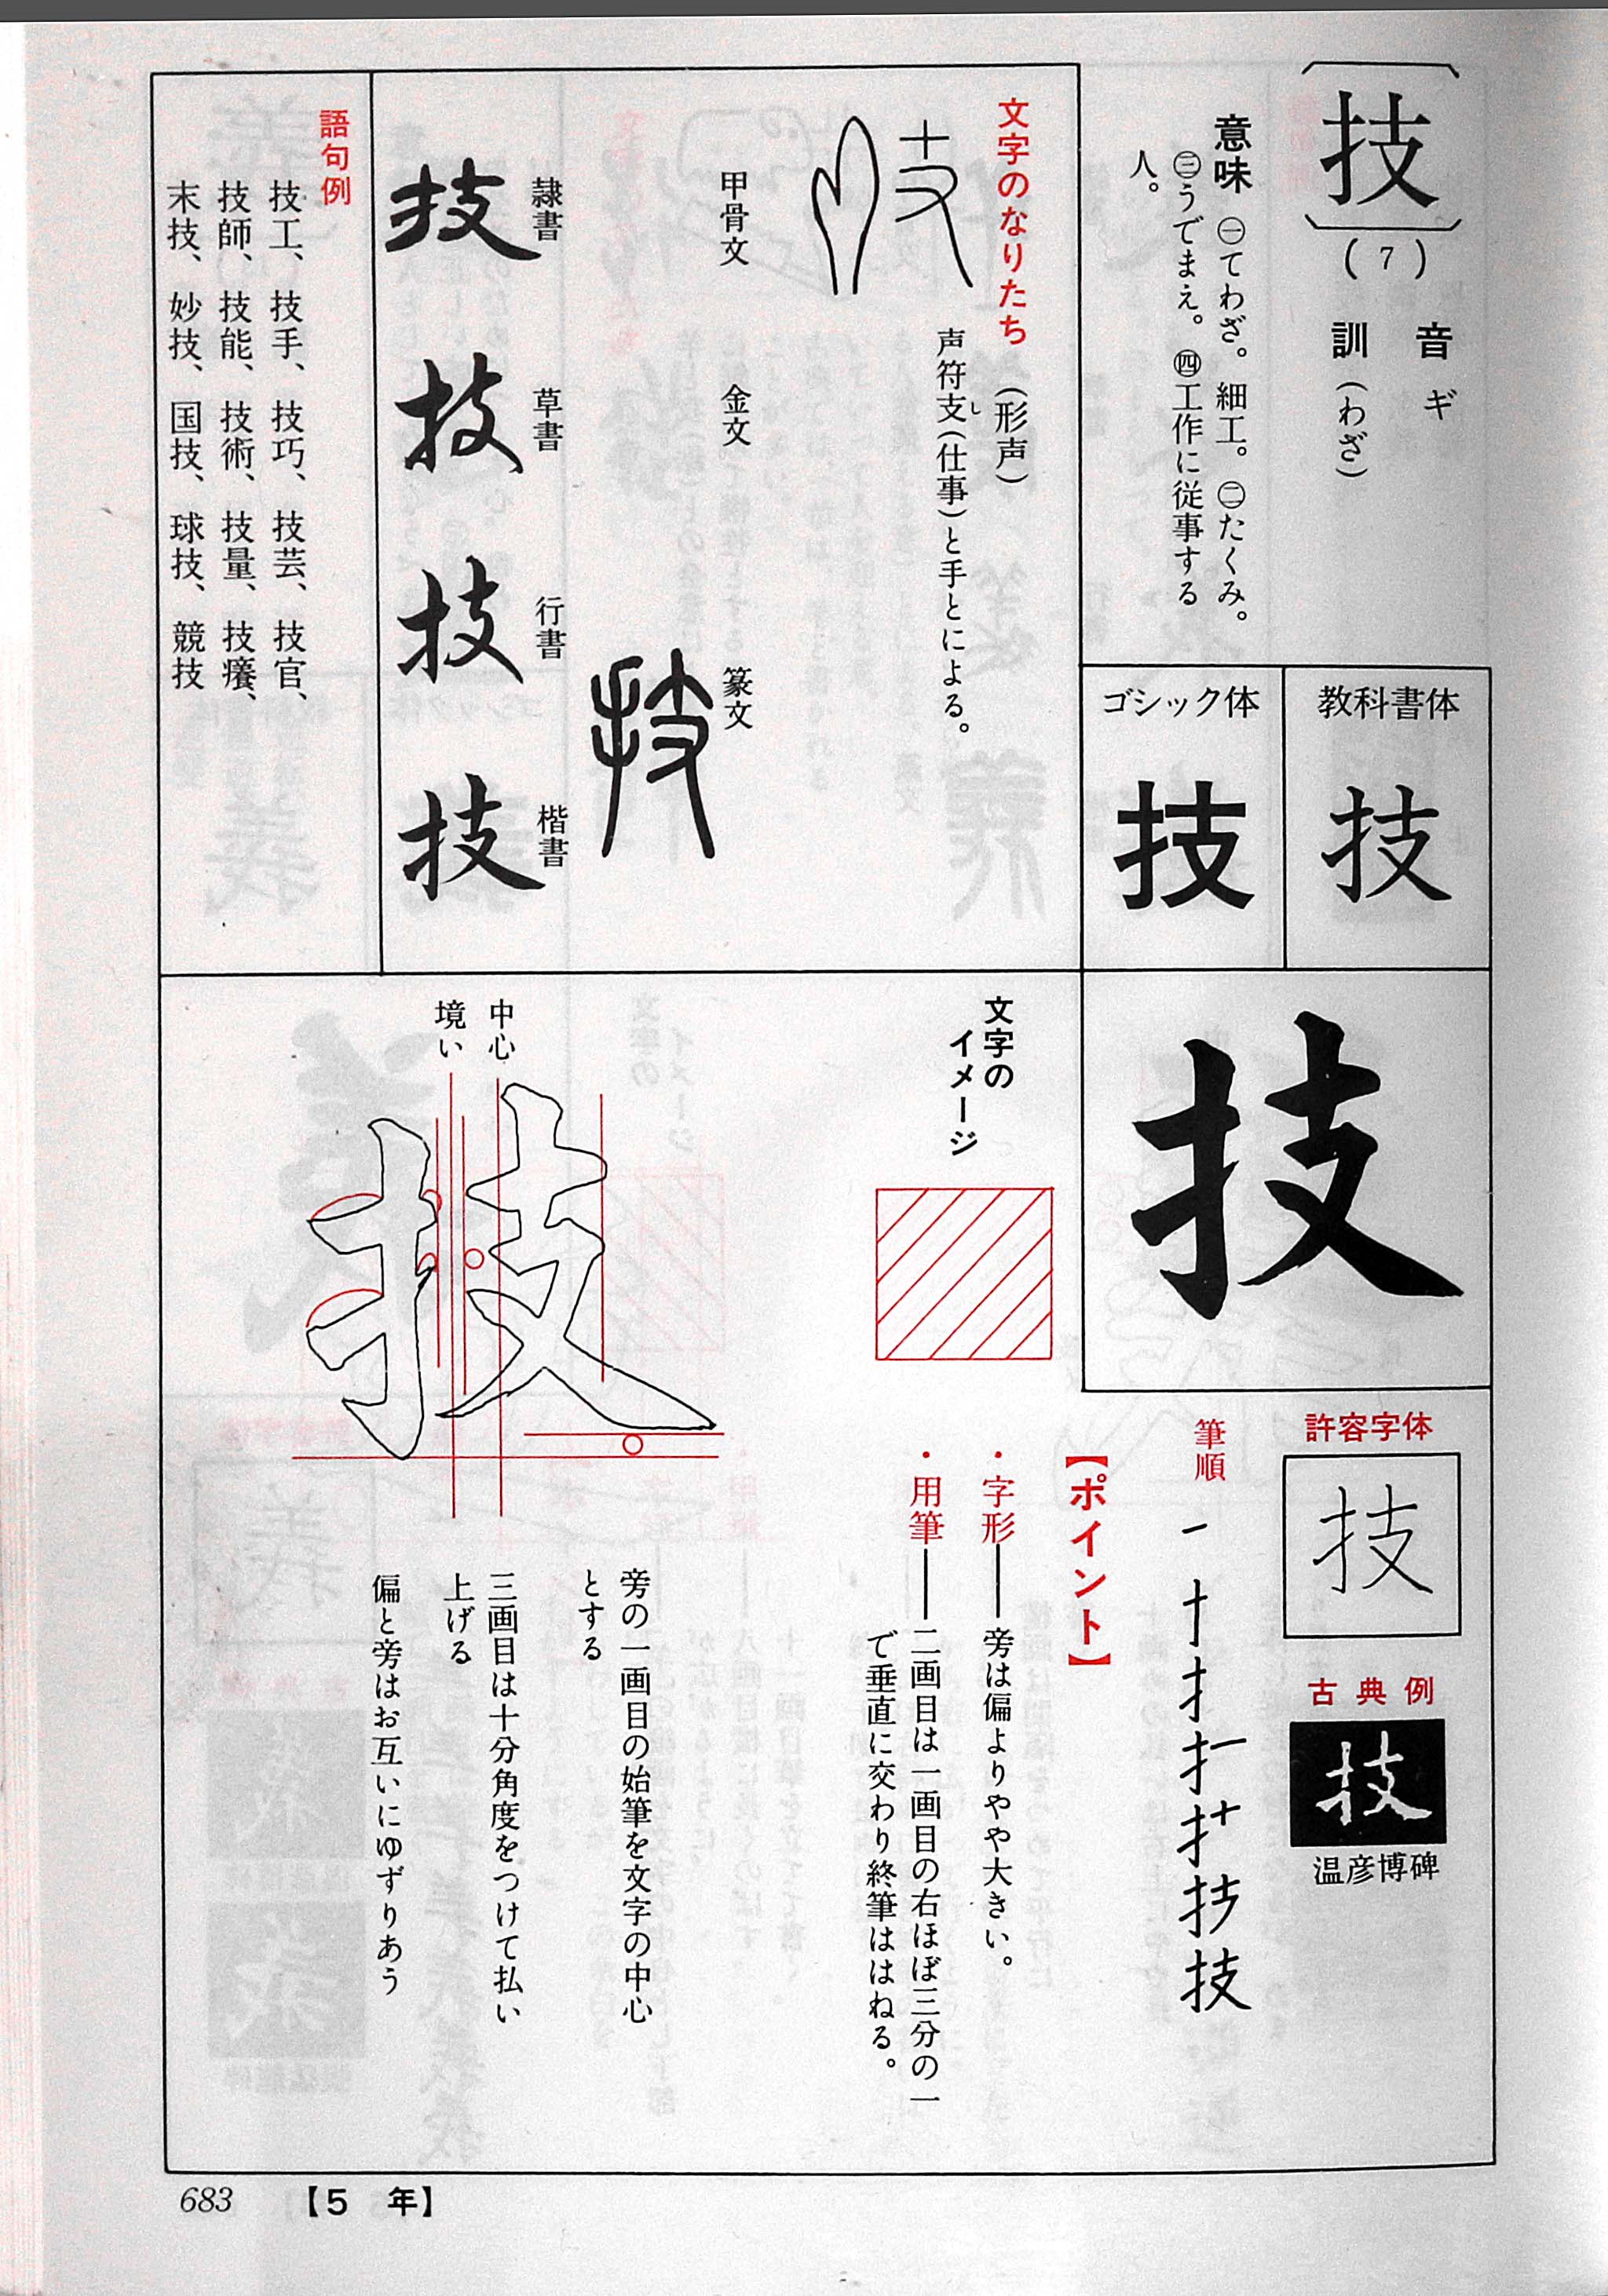 〔技〕(7)
音 ギ
訓 (わざ)
意味 ㊀てわざ。細工。㊁たくみ。
㊂うでまえ。㊃工作に従事する
人。
教科書体
技
ゴシック体
技
文字のなりたち (形声)
声符支(仕事)と手とによる。
し
甲骨文
金文
篆文
技
隷書
技
草書
技
行書
技
楷書
技
語句例
技工、技手、技巧、技芸、技官、
技師、技能、技術、技量、技癢、
末技、妙技、国技、球技、競技
技
許容字体
技
古典例
技
温彦博碑
筆順
技
【ポイント】
・字形――旁は偏よりやや大きい。
・用筆――二画目は一画目の右ほぼ三分の一
で垂直に交わり終筆ははねる。
文字の
イメージ
中心
境い
旁の一画目の始筆を文字の中心
とする
三画目は十分角度をつけて払い
上げる
偏と旁はお互いにゆずりあう
683
【5 年】